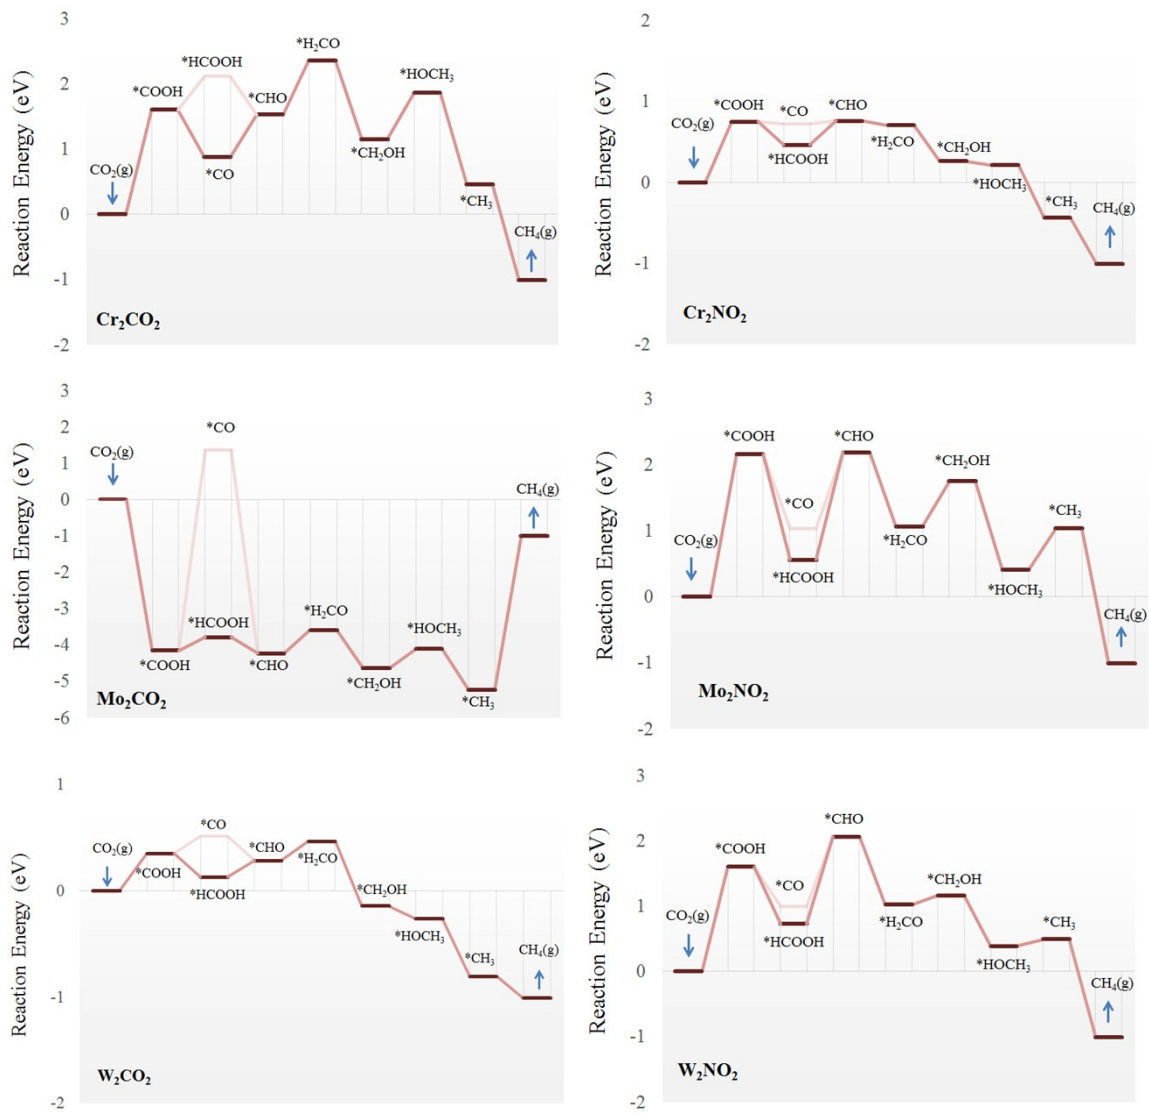 Reaction Energy (eV)
3
2
1
0
-1
-2
CO₂(g)
*COOH
*HCOOH
*CO
*CHO
*H₂CO
*CH₂OH
*HOCH₃
*CH₃
CH₄(g)
Cr₂CO₂
Reaction Energy (eV)
2
1
0
-1
-2
CO₂(g)
*COOH
*CO
*HCOOH
*CHO
*H₂CO
*CH₂OH
*HOCH₃
*CH₃
CH₄(g)
Cr₂NO₂
Reaction Energy (eV)
3
2
1
0
-1
-2
-3
-4
-5
-6
CO₂(g)
*COOH
*CO
*HCOOH
*CHO
*H₂CO
*CH₂OH
*HOCH₃
*CH₃
CH₄(g)
Mo₂CO₂
Reaction Energy (eV)
3
2
1
0
-1
-2
CO₂(g)
*COOH
*CO
*HCOOH
*CHO
*H₂CO
*CH₂OH
*HOCH₃
*CH₃
CH₄(g)
Mo₂NO₂
Reaction Energy (eV)
1
0
-1
-2
CO₂(g)
*COOH
*CO
*HCOOH
*CHO
*H₂CO
*CH₂OH
*HOCH₃
*CH₃
CH₄(g)
W₂CO₂
Reaction Energy (eV)
3
2
1
0
-1
-2
CO₂(g)
*COOH
*CO
*HCOOH
*CHO
*H₂CO
*CH₂OH
*HOCH₃
*CH₃
CH₄(g)
W₂NO₂